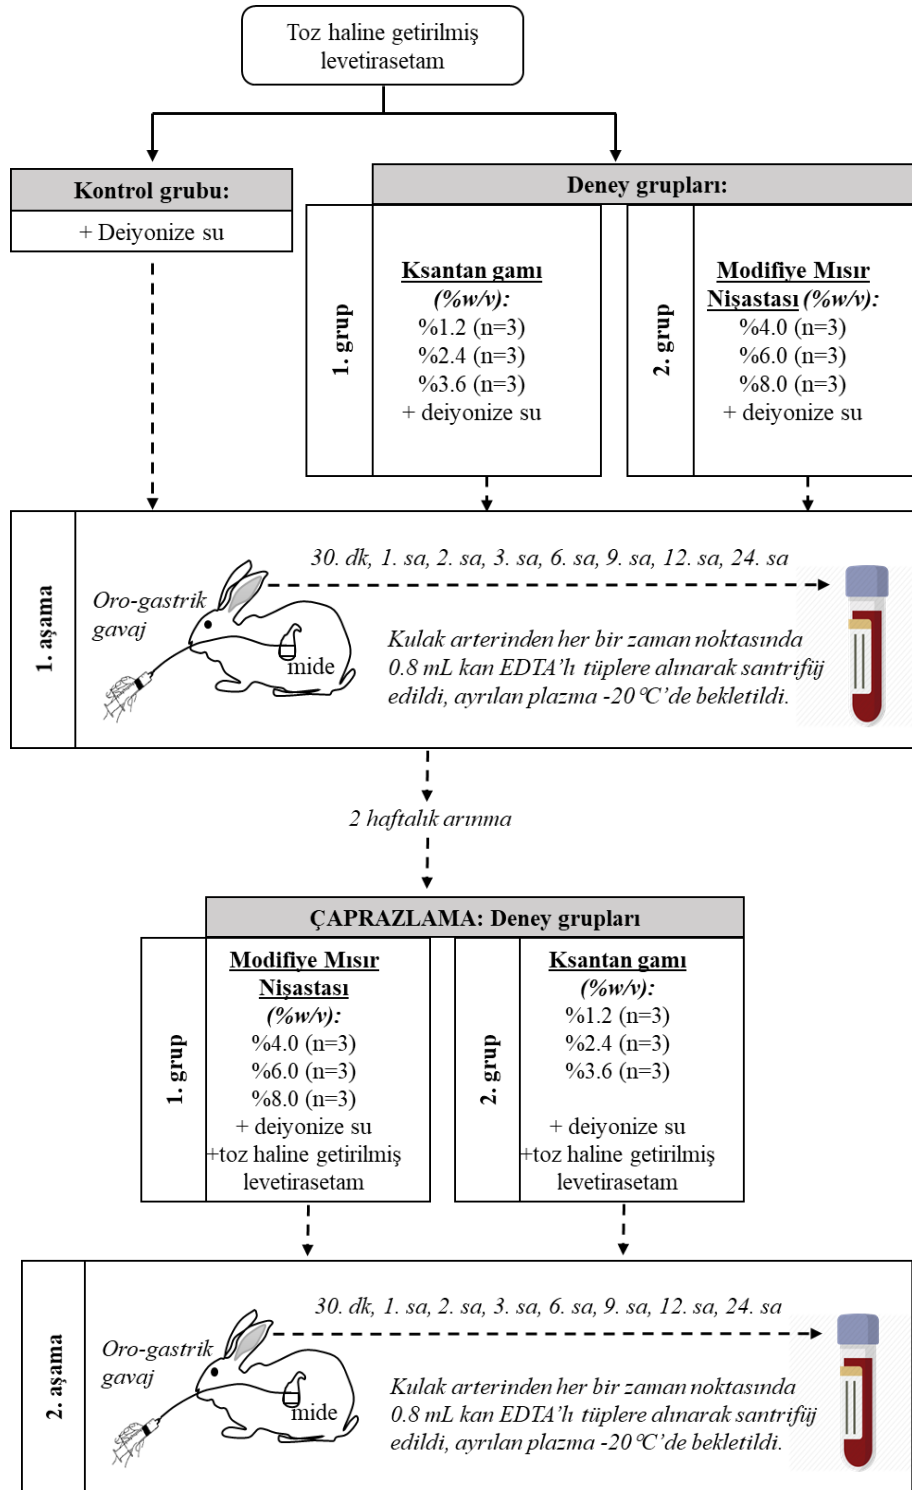 Toz haline getirilmiş
levetirasetam
Kontrol grubu:
+ Deiyonize su
Deney grupları:
1. grup
Ksantan gamı
(%w/v):
%1.2 (n=3)
%2.4 (n=3)
%3.6 (n=3)
+ deiyonize su
2. grup
Modifiye Mısır
Nişastası (%w/v):
%4.0 (n=3)
%6.0 (n=3)
%8.0 (n=3)
+ deiyonize su
1. aşama
Oro-gastrik
gavaj
mide
30. dk, 1. sa, 2. sa, 3. sa, 6. sa, 9. sa, 12. sa, 24. sa
Kulak arterinden her bir zaman noktasında
0.8 mL kan EDTA'lı tüplere alınarak santrifüj
edildi, ayrılan plazma -20 °C'de bekletildi.
2 haftalık arınma
ÇAPRAZLAMA: Deney grupları
1. grup
Modifiye Mısır
Nişastası
(%w/v):
%4.0 (n=3)
%6.0 (n=3)
%8.0 (n=3)
+ deiyonize su
+toz haline getirilmiş
levetirasetam
2. grup
Ksantan gamı
(%w/v):
%1.2 (n=3)
%2.4 (n=3)
%3.6 (n=3)
+ deiyonize su
+toz haline getirilmiş
levetirasetam
2. aşama
Oro-gastrik
gavaj
mide
30. dk, 1. sa, 2. sa, 3. sa, 6. sa, 9. sa, 12. sa, 24. sa
Kulak arterinden her bir zaman noktasında
0.8 mL kan EDTA'lı tüplere alınarak santrifüj
edildi, ayrılan plazma -20 °C'de bekletildi.